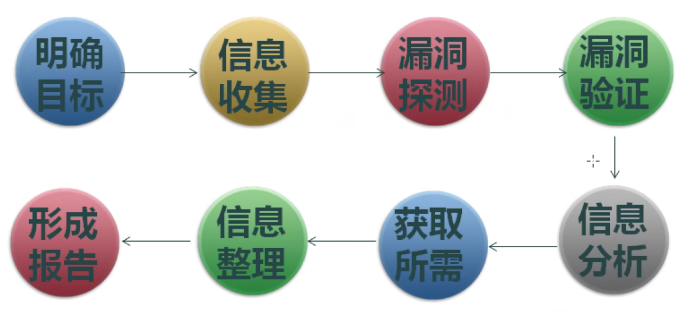 明确
目标
信息
收集
漏洞
探测
漏洞
验证
信息
分析
获取
所需
信息
整理
形成
报告